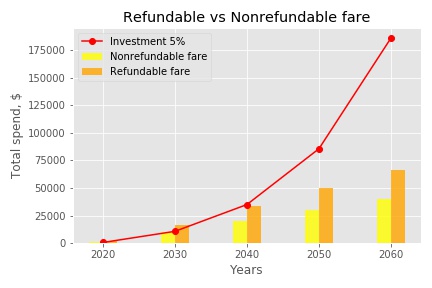 Refundable vs Nonrefundable fare
Investment 5%
Nonrefundable fare
Refundable fare
Total spend, $
175000
150000
125000
100000
75000
50000
25000
0
2020 2030 2040 2050 2060
Years